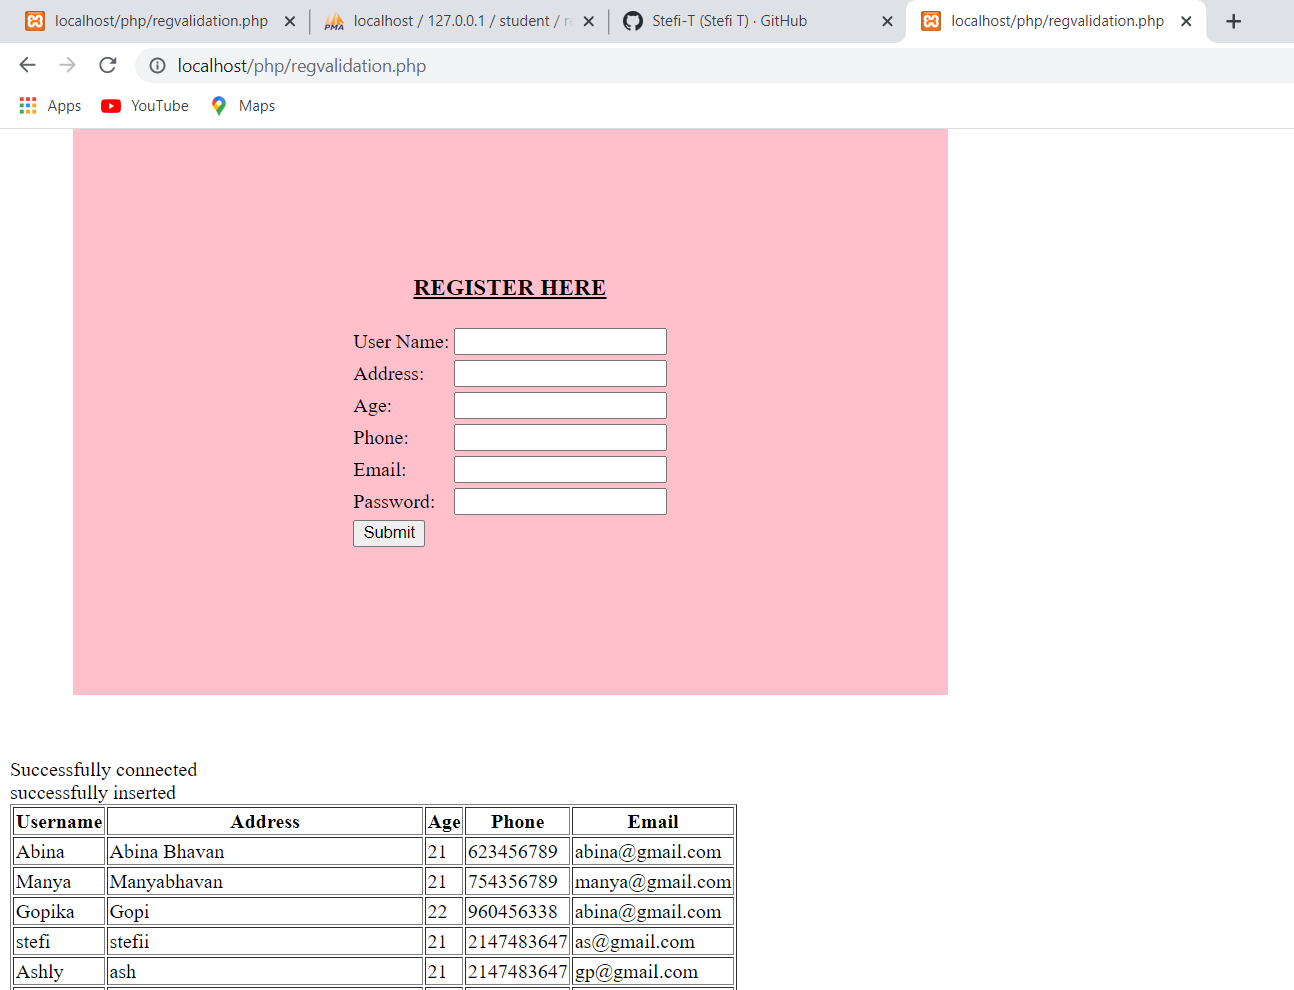 localhost/php/regvalidation.php
localhost / 127.0.0.1 / student /
Stefi-T (Stefi T) · GitHub
localhost/php/regvalidation.php
localhost/php/regvalidation.php
Apps YouTube Maps
REGISTER HERE
User Name:
Address:
Age:
Phone:
Email:
Password:
Submit
Successfully connected
successfully inserted
Username Address Age Phone Email
Abina Abina Bhavan 21 623456789 abina@gmail.com
Manya Manyabhavan 21 754356789 manya@gmail.com
Gopika Gopi 22 960456338 abina@gmail.com
stefi stefii 21 2147483647 as@gmail.com
Ashly ash 21 2147483647 gp@gmail.com